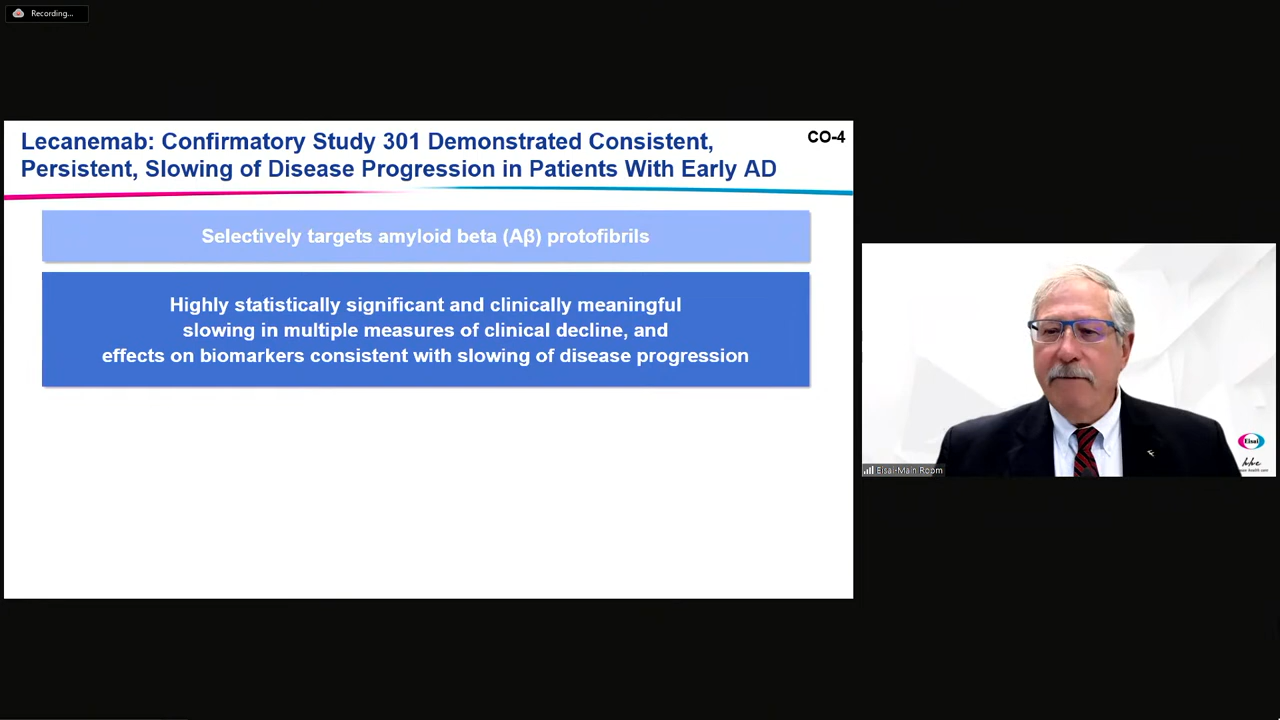 Recording...
Lecanemab: Confirmatory Study 301 Demonstrated Consistent,
Persistent, Slowing of Disease Progression in Patients With Early AD
CO-4
Selectively targets amyloid beta (Aβ) protofibrils
Highly statistically significant and clinically meaningful
slowing in multiple measures of clinical decline, and
effects on biomarkers consistent with slowing of disease progression
Eisai
hhc
Eisai-Main Room